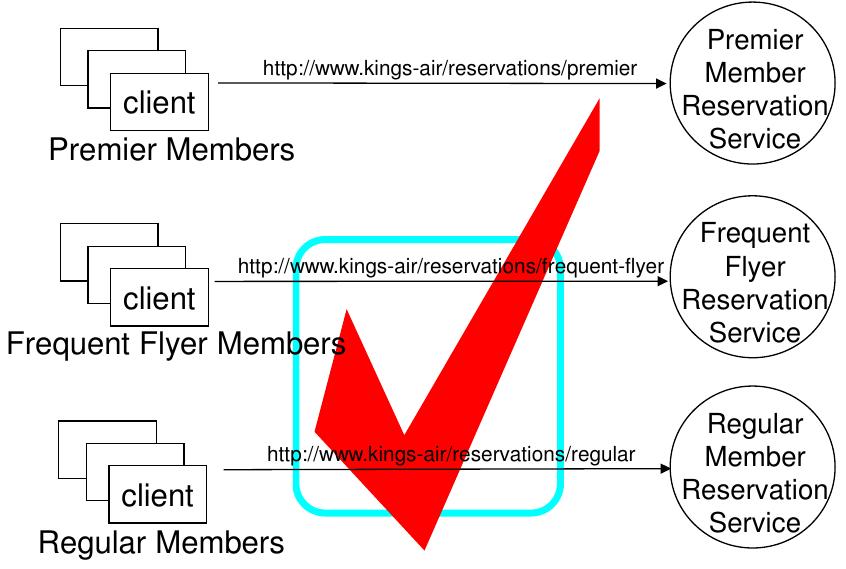 client
Premier Members
http://www.kings-air/reservations/premier
Premier
Member
Reservation
Service
client
Frequent Flyer Members
http://www.kings-air/reservations/frequent-flyer
Frequent
Flyer
Reservation
Service
client
Regular Members
http://www.kings-air/reservations/regular
Regular
Member
Reservation
Service